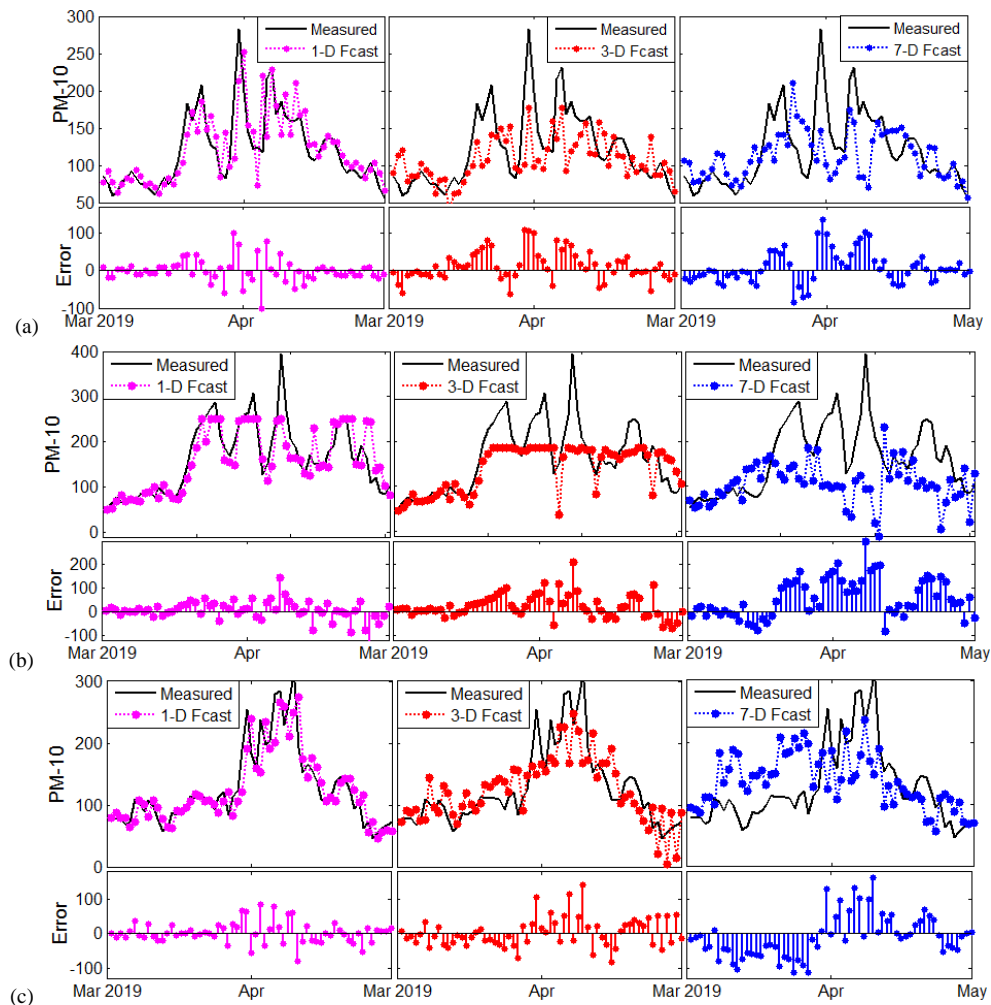 300
250
200
150
100
50
PM-10
Measured
1-D Fcast
Measured
3-D Fcast
Measured
7-D Fcast
100
0
-100
Error
(a)
Mar 2019
Apr
Mar 2019
Apr
Mar 2019
Apr
May
400
300
200
100
0
PM-10
Measured
1-D Fcast
Measured
3-D Fcast
Measured
7-D Fcast
200
100
0
-100
Error
(b)
Mar 2019
Apr
Mar 2019
Apr
Mar 2019
Apr
May
300
200
100
0
PM-10
Measured
1-D Fcast
Measured
3-D Fcast
Measured
7-D Fcast
100
0
-100
Error
(c)
Mar 2019
Apr
Mar 2019
Apr
Mar 2019
Apr
May